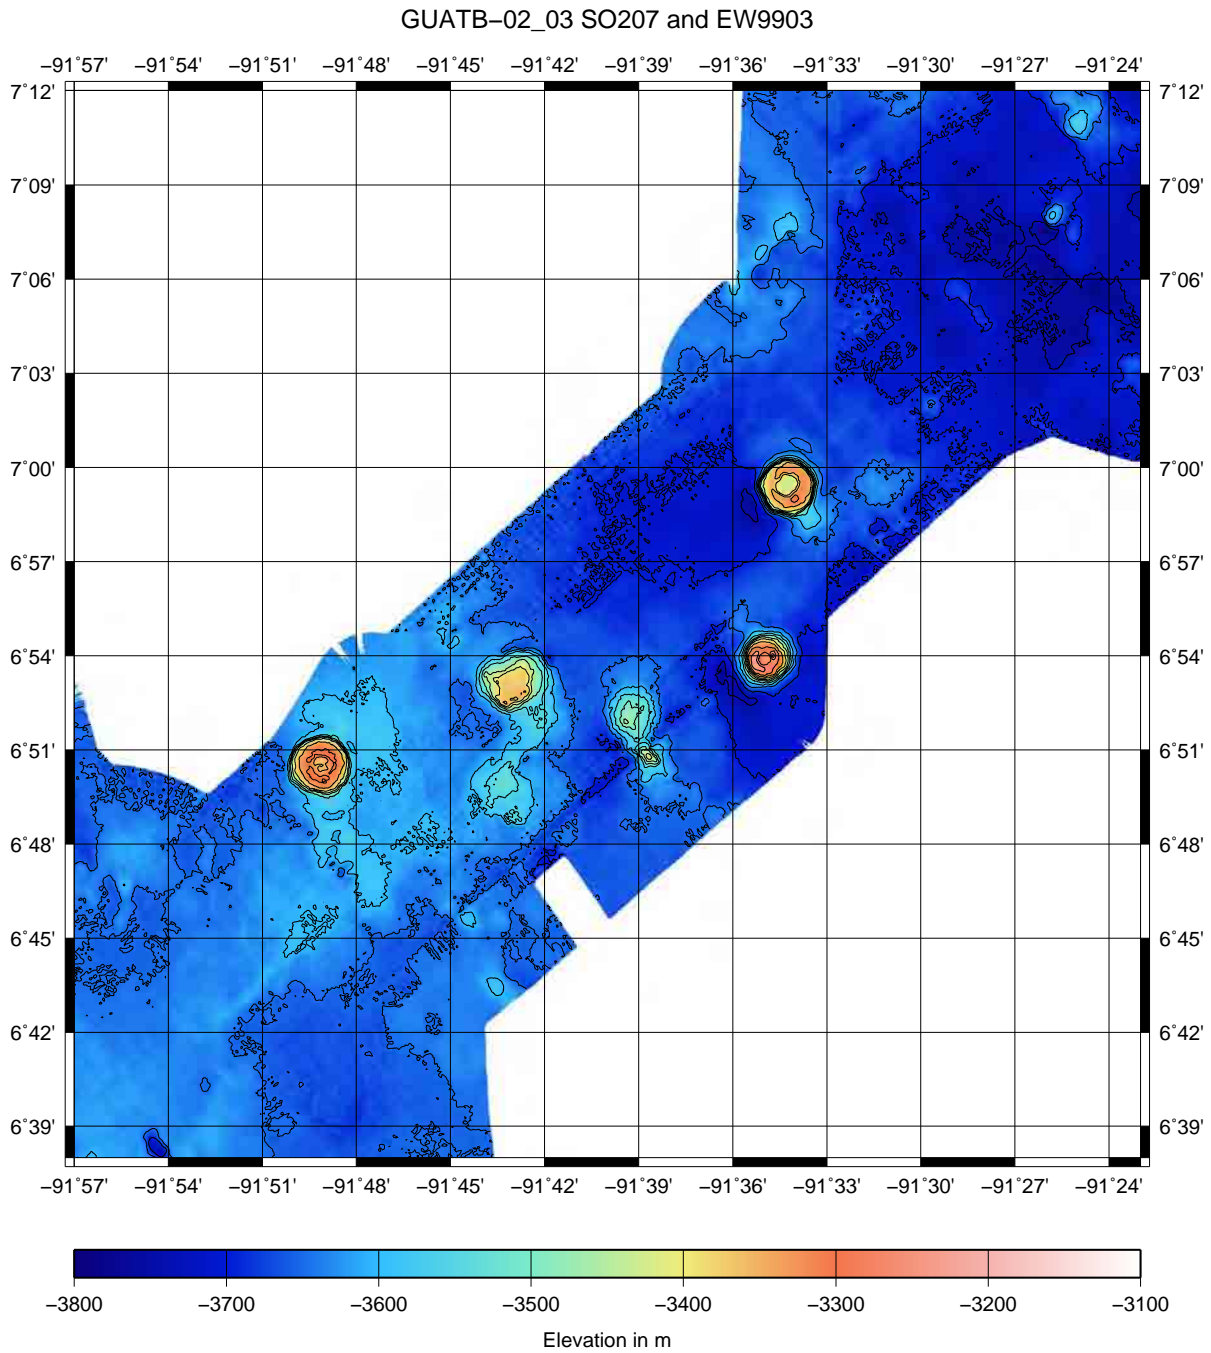 GUATB−02_03 SO207 and EW9903
−91˚57' −91˚54' −91˚51' −91˚48' −91˚45' −91˚42' −91˚39' −91˚36' −91˚33' −91˚30' −91˚27' −91˚24'
7˚12' 7˚12'
7˚09' 7˚09'
7˚06' 7˚06'
7˚03' 7˚03'
7˚00' 7˚00'
6˚57' 6˚57'
6˚54' 6˚54'
6˚51' 6˚51'
6˚48' 6˚48'
6˚45' 6˚45'
6˚42' 6˚42'
6˚39' 6˚39'
−91˚57' −91˚54' −91˚51' −91˚48' −91˚45' −91˚42' −91˚39' −91˚36' −91˚33' −91˚30' −91˚27' −91˚24'
−3800 −3700 −3600 −3500 −3400 −3300 −3200 −3100
Elevation in m